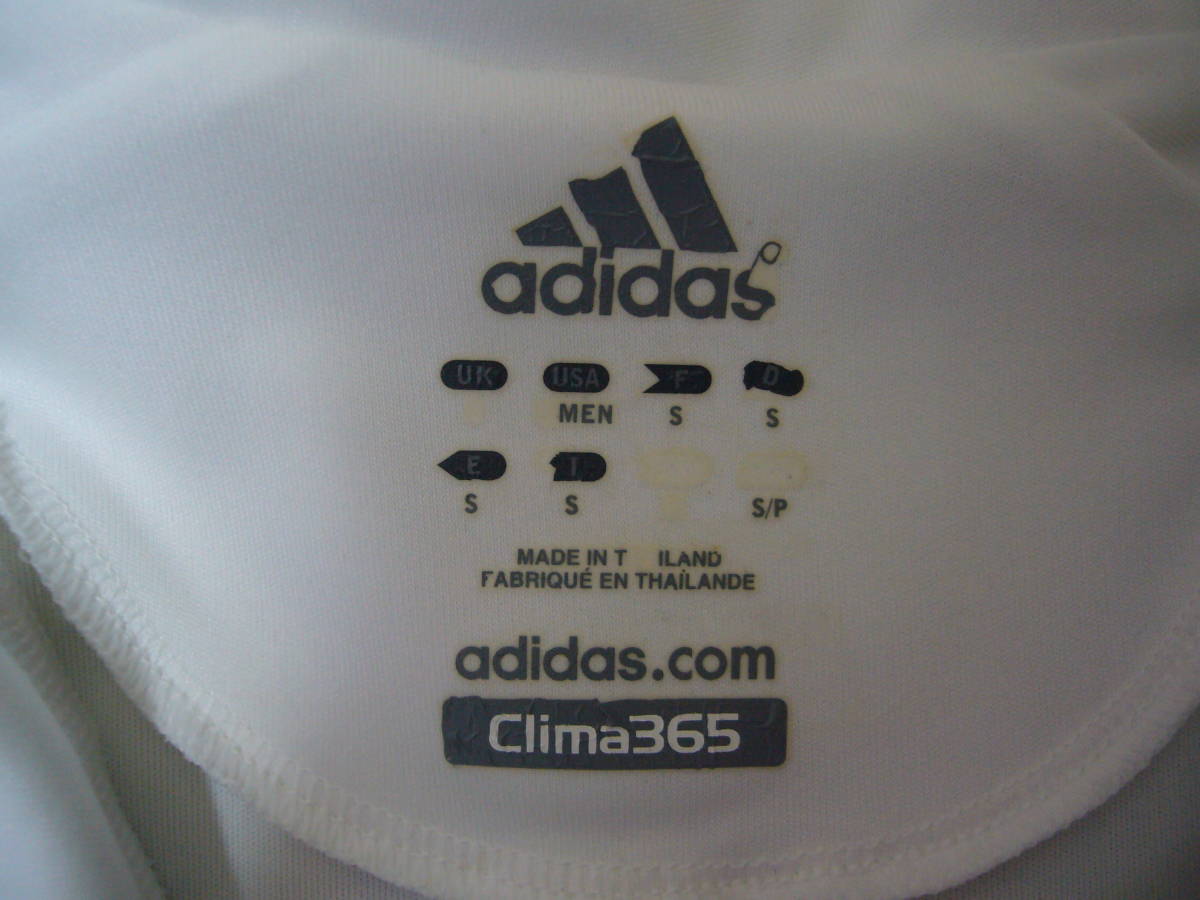 adidas
UK USA F D
MEN S S
E T
S S S/P
MADE IN T ILAND
FABRIQUÉ EN THAÏLANDE
adidas.com
Clima365